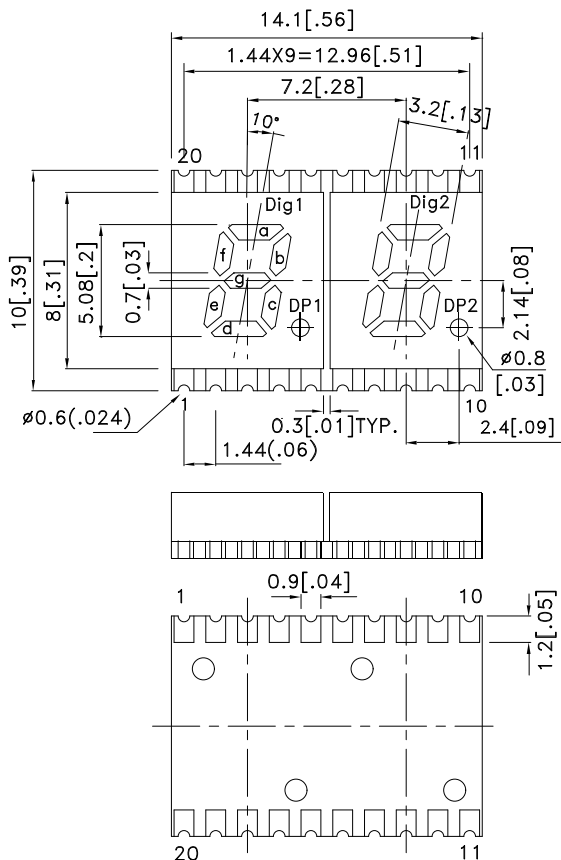 14.1[.56]
1.44X9=12.96[.51]
7.2[.28]
3.2[.13]
10°
20
11
Dig1
Dig2
a
f
b
g
e
c
d
DP1
DP2
10[.39]
8[.31]
5.08[.2]
0.7[.03]
2.14[.08]
ø0.8
[.03]
ø0.6(.024)
1
10
0.3[.01]TYP.
1.44(.06)
2.4[.09]
0.9[.04]
1
10
1.2[.05]
20
11